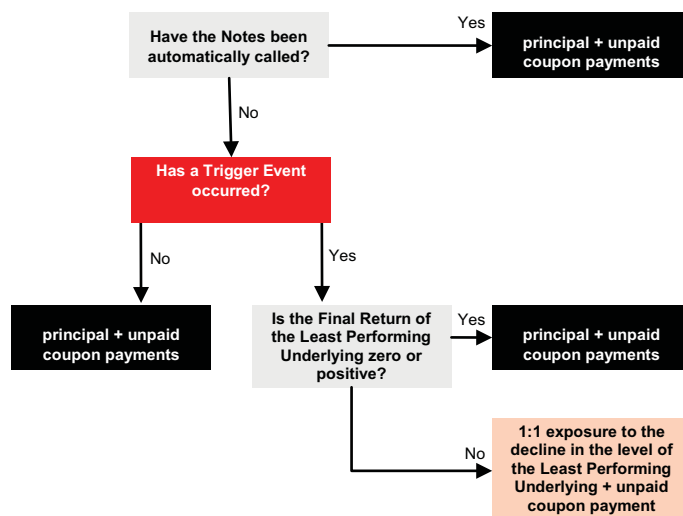 Have the Notes been
automatically called?
Yes
principal + unpaid
coupon payments
No
Has a Trigger Event
occurred?
No
Yes
principal + unpaid
coupon payments
Is the Final Return of
the Least Performing
Underlying zero or
positive?
Yes
principal + unpaid
coupon payments
No
1:1 exposure to the
decline in the level of
the Least Performing
Underlying + unpaid
coupon payment